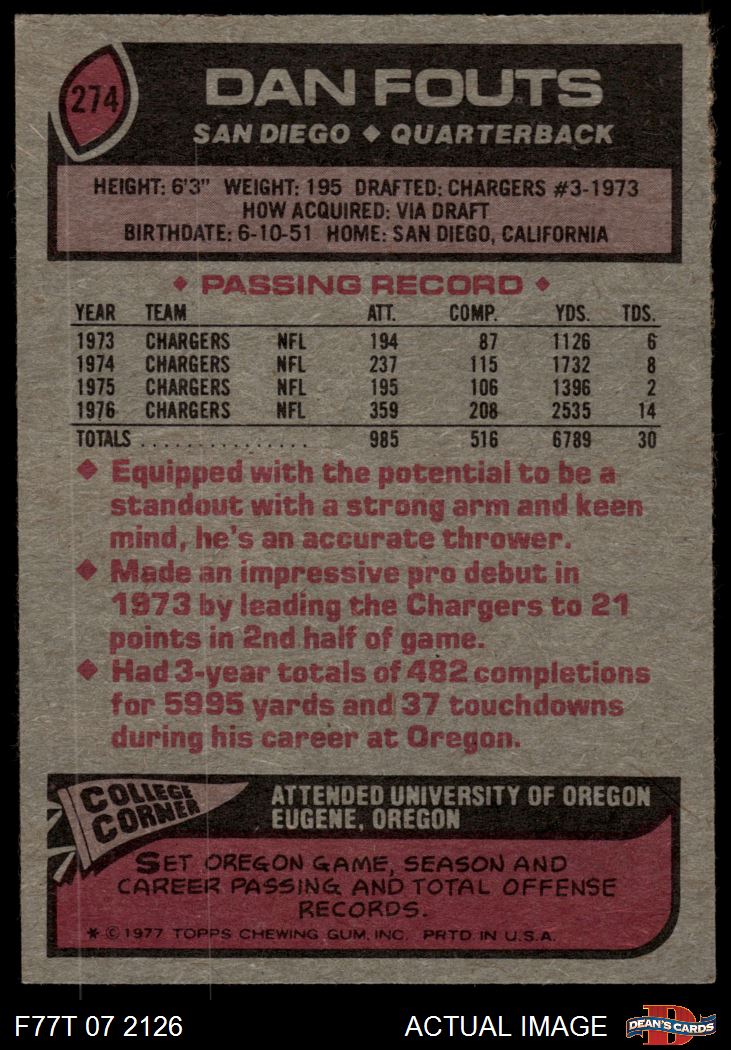 274
DAN FOUTS
SAN DIEGO ◆ QUARTERBACK
HEIGHT: 6'3" WEIGHT: 195 DRAFTED: CHARGERS #3-1973
HOW ACQUIRED: VIA DRAFT
BIRTHDATE: 6-10-51 HOME: SAN DIEGO, CALIFORNIA
◆ PASSING RECORD ◆
YEAR TEAM ATT. COMP. YDS. TDS.
1973 CHARGERS NFL 194 87 1126 6
1974 CHARGERS NFL 237 115 1732 8
1975 CHARGERS NFL 195 106 1396 2
1976 CHARGERS NFL 359 208 2535 14
TOTALS ................ 985 516 6789 30
◆ Equipped with the potential to be a
standout with a strong arm and keen
mind, he's an accurate thrower.
◆ Made an impressive pro debut in
1973 by leading the Chargers to 21
points in 2nd half of game.
◆ Had 3-year totals of 482 completions
for 5995 yards and 37 touchdowns
during his career at Oregon.
COLLEGE
CORNER
ATTENDED UNIVERSITY OF OREGON
EUGENE, OREGON
SET OREGON GAME, SEASON AND
CAREER PASSING AND TOTAL OFFENSE
RECORDS.
* © 1977 TOPPS CHEWING GUM, INC. PRTD. IN U.S.A.
F77T 07 2126 ACTUAL IMAGE D DEAN'S CARDS